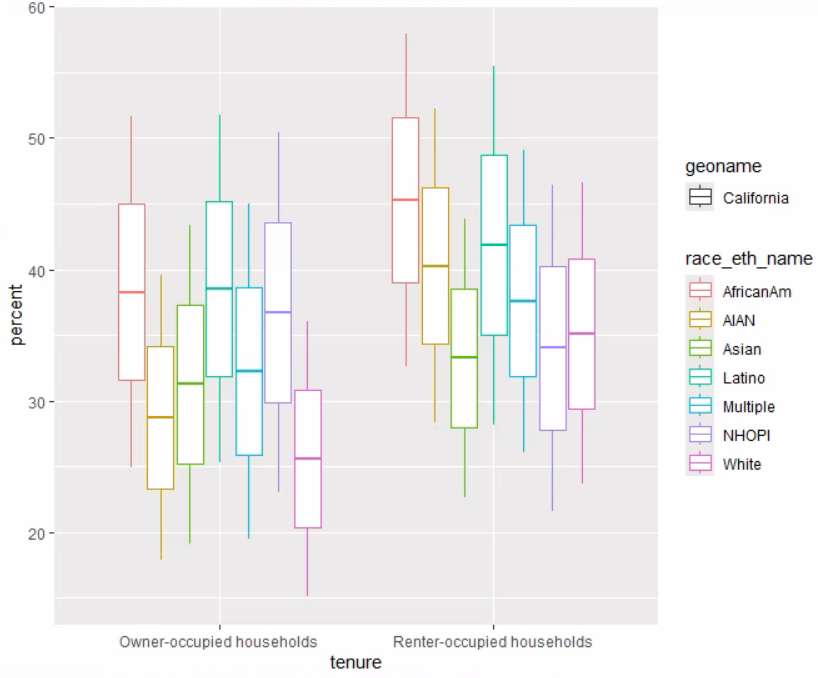 60
50
40
30
20
percent
Owner-occupied households
Renter-occupied households
tenure
geoname
California
race_eth_name
AfricanAm
AIAN
Asian
Latino
Multiple
NHOPI
White